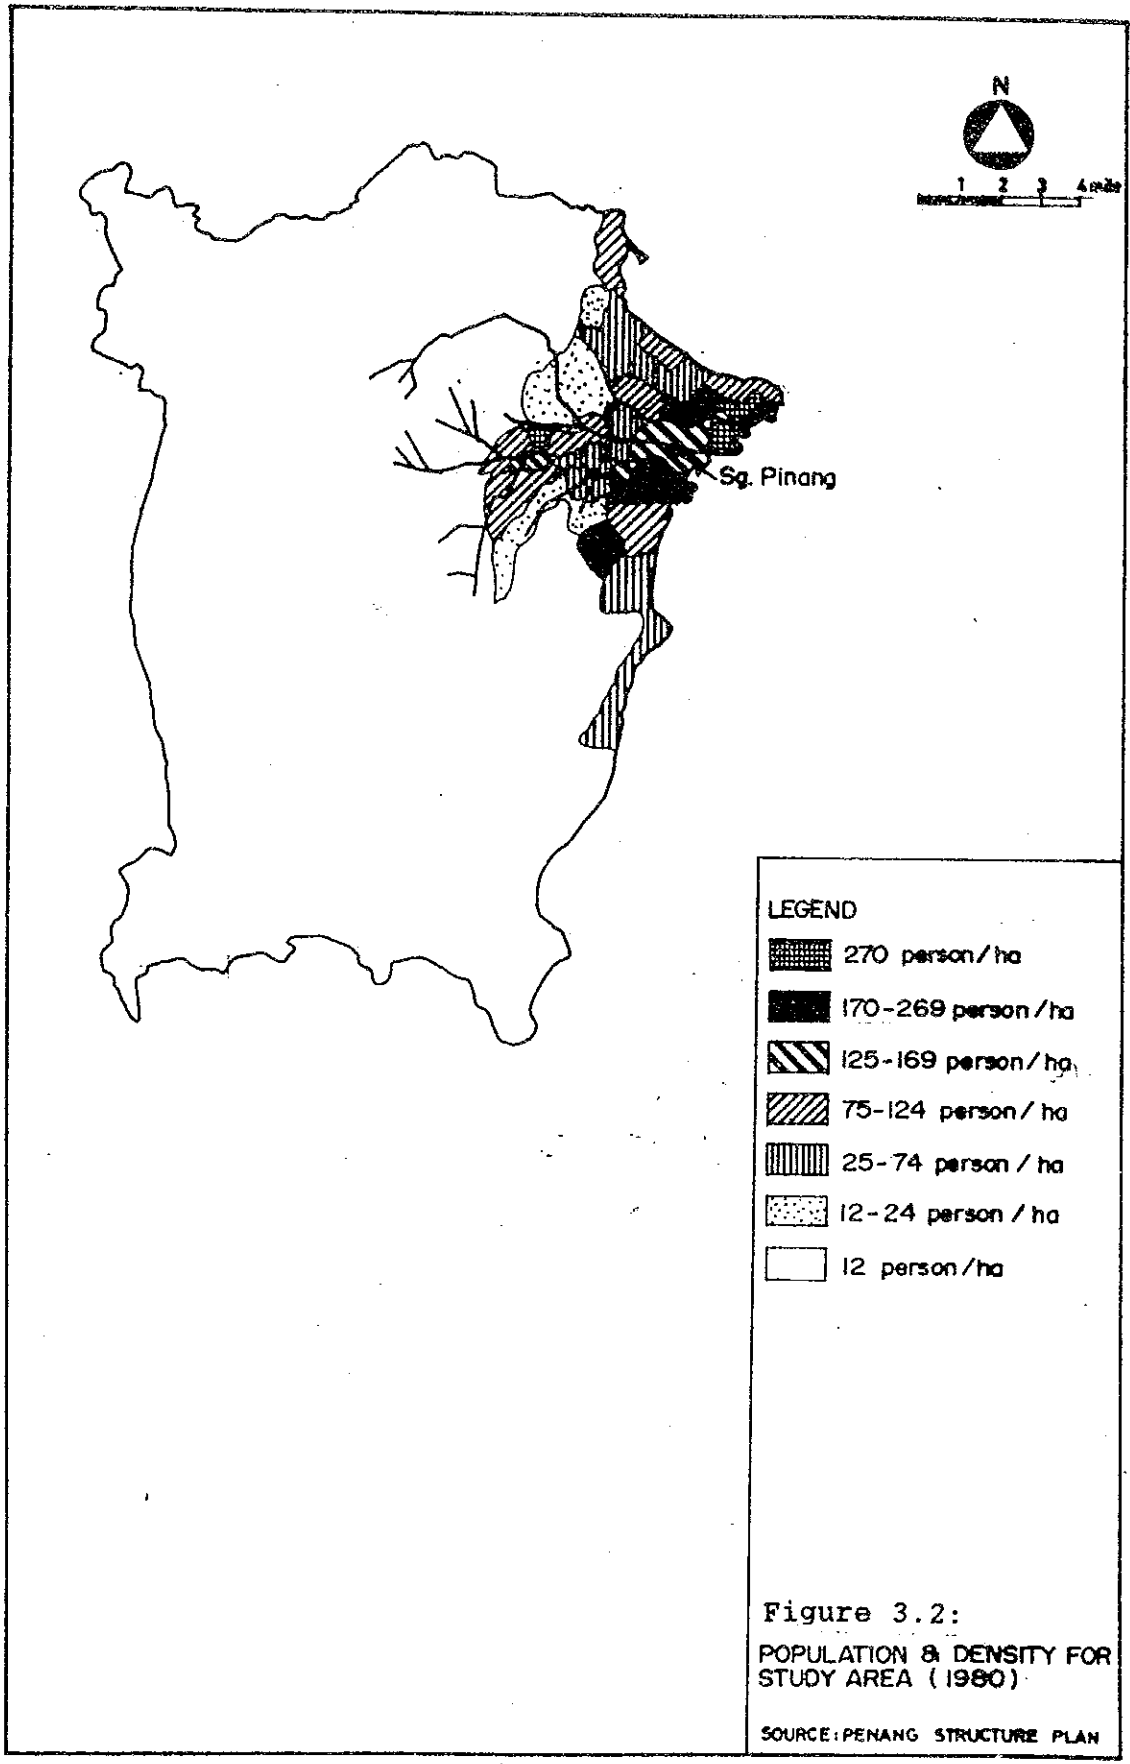 N
1 2 3 4 mile
Sg. Pinang
LEGEND
270 person/ha
170-269 person/ha
125-169 person/ha
75-124 person/ha
25-74 person/ha
12-24 person/ha
12 person/ha
Figure 3.2:
POPULATION & DENSITY FOR
STUDY AREA (1980)
SOURCE: PENANG STRUCTURE PLAN